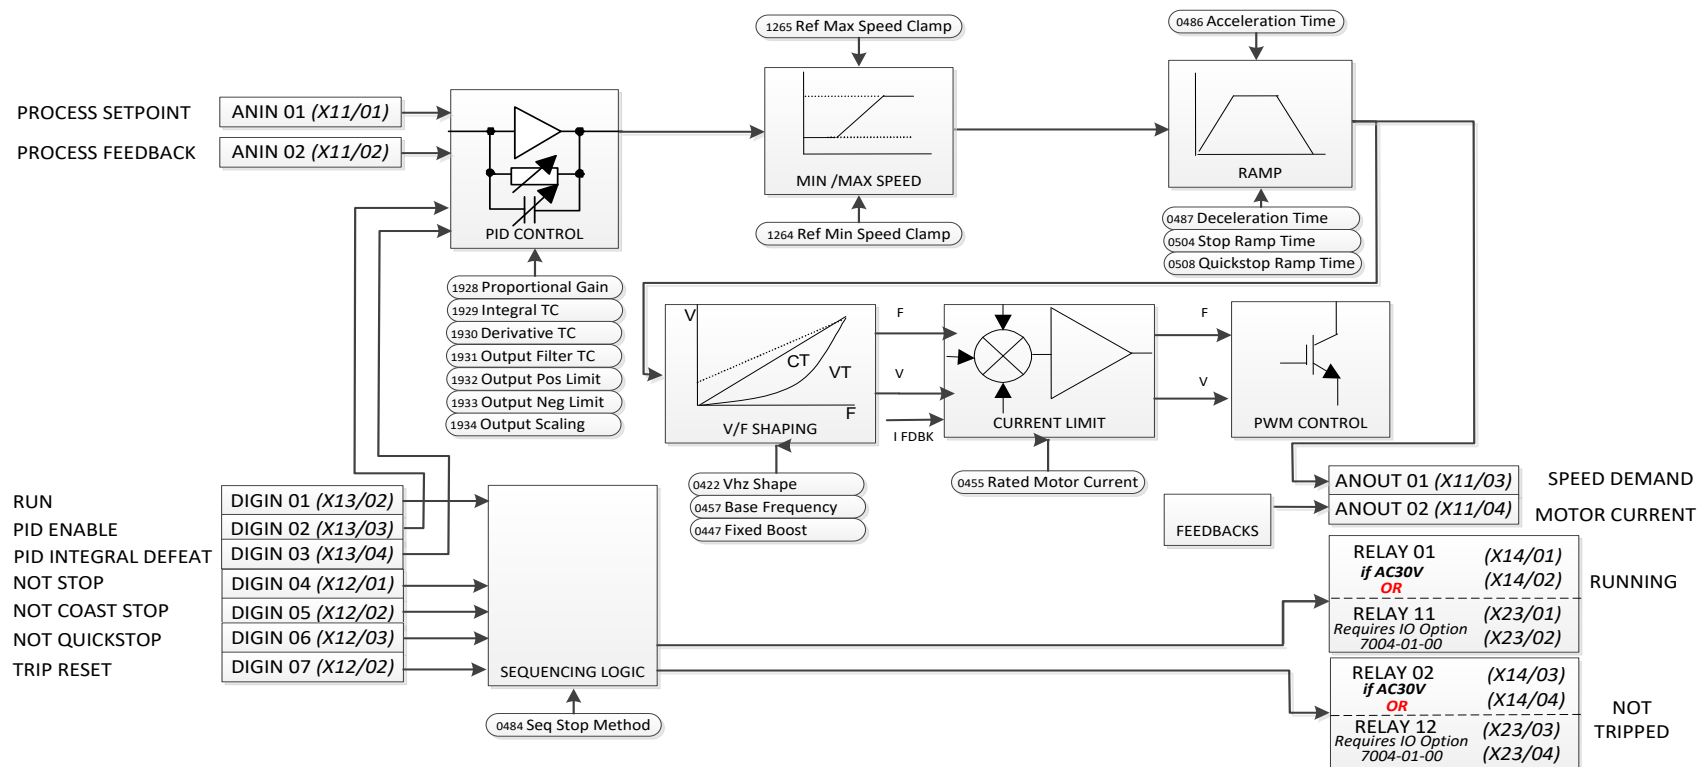 1265 Ref Max Speed Clamp
0486 Acceleration Time
PROCESS SETPOINT
ANIN 01 (X11/01)
PROCESS FEEDBACK
ANIN 02 (X11/02)
PID CONTROL
MIN /MAX SPEED
RAMP
1264 Ref Min Speed Clamp
0487 Deceleration Time
0504 Stop Ramp Time
0508 Quickstop Ramp Time
1928 Proportional Gain
1929 Integral TC
1930 Derivative TC
1931 Output Filter TC
1932 Output Pos Limit
1933 Output Neg Limit
1934 Output Scaling
V
CT
VT
F
V/F SHAPING
F
V
I FDBK
CURRENT LIMIT
F
V
PWM CONTROL
0422 Vhz Shape
0457 Base Frequency
0447 Fixed Boost
0455 Rated Motor Current
RUN
DIGIN 01 (X13/02)
PID ENABLE
DIGIN 02 (X13/03)
PID INTEGRAL DEFEAT
DIGIN 03 (X13/04)
NOT STOP
DIGIN 04 (X12/01)
NOT COAST STOP
DIGIN 05 (X12/02)
NOT QUICKSTOP
DIGIN 06 (X12/03)
TRIP RESET
DIGIN 07 (X12/02)
SEQUENCING LOGIC
0484 Seq Stop Method
FEEDBACKS
ANOUT 01 (X11/03)
SPEED DEMAND
ANOUT 02 (X11/04)
MOTOR CURRENT
RELAY 01 (X14/01)
if AC30V (X14/02)
OR
RUNNING
RELAY 11 (X23/01)
Requires IO Option (X23/02)
7004-01-00
RELAY 02 (X14/03)
if AC30V (X14/04)
OR
NOT
TRIPPED
RELAY 12 (X23/03)
Requires IO Option (X23/04)
7004-01-00